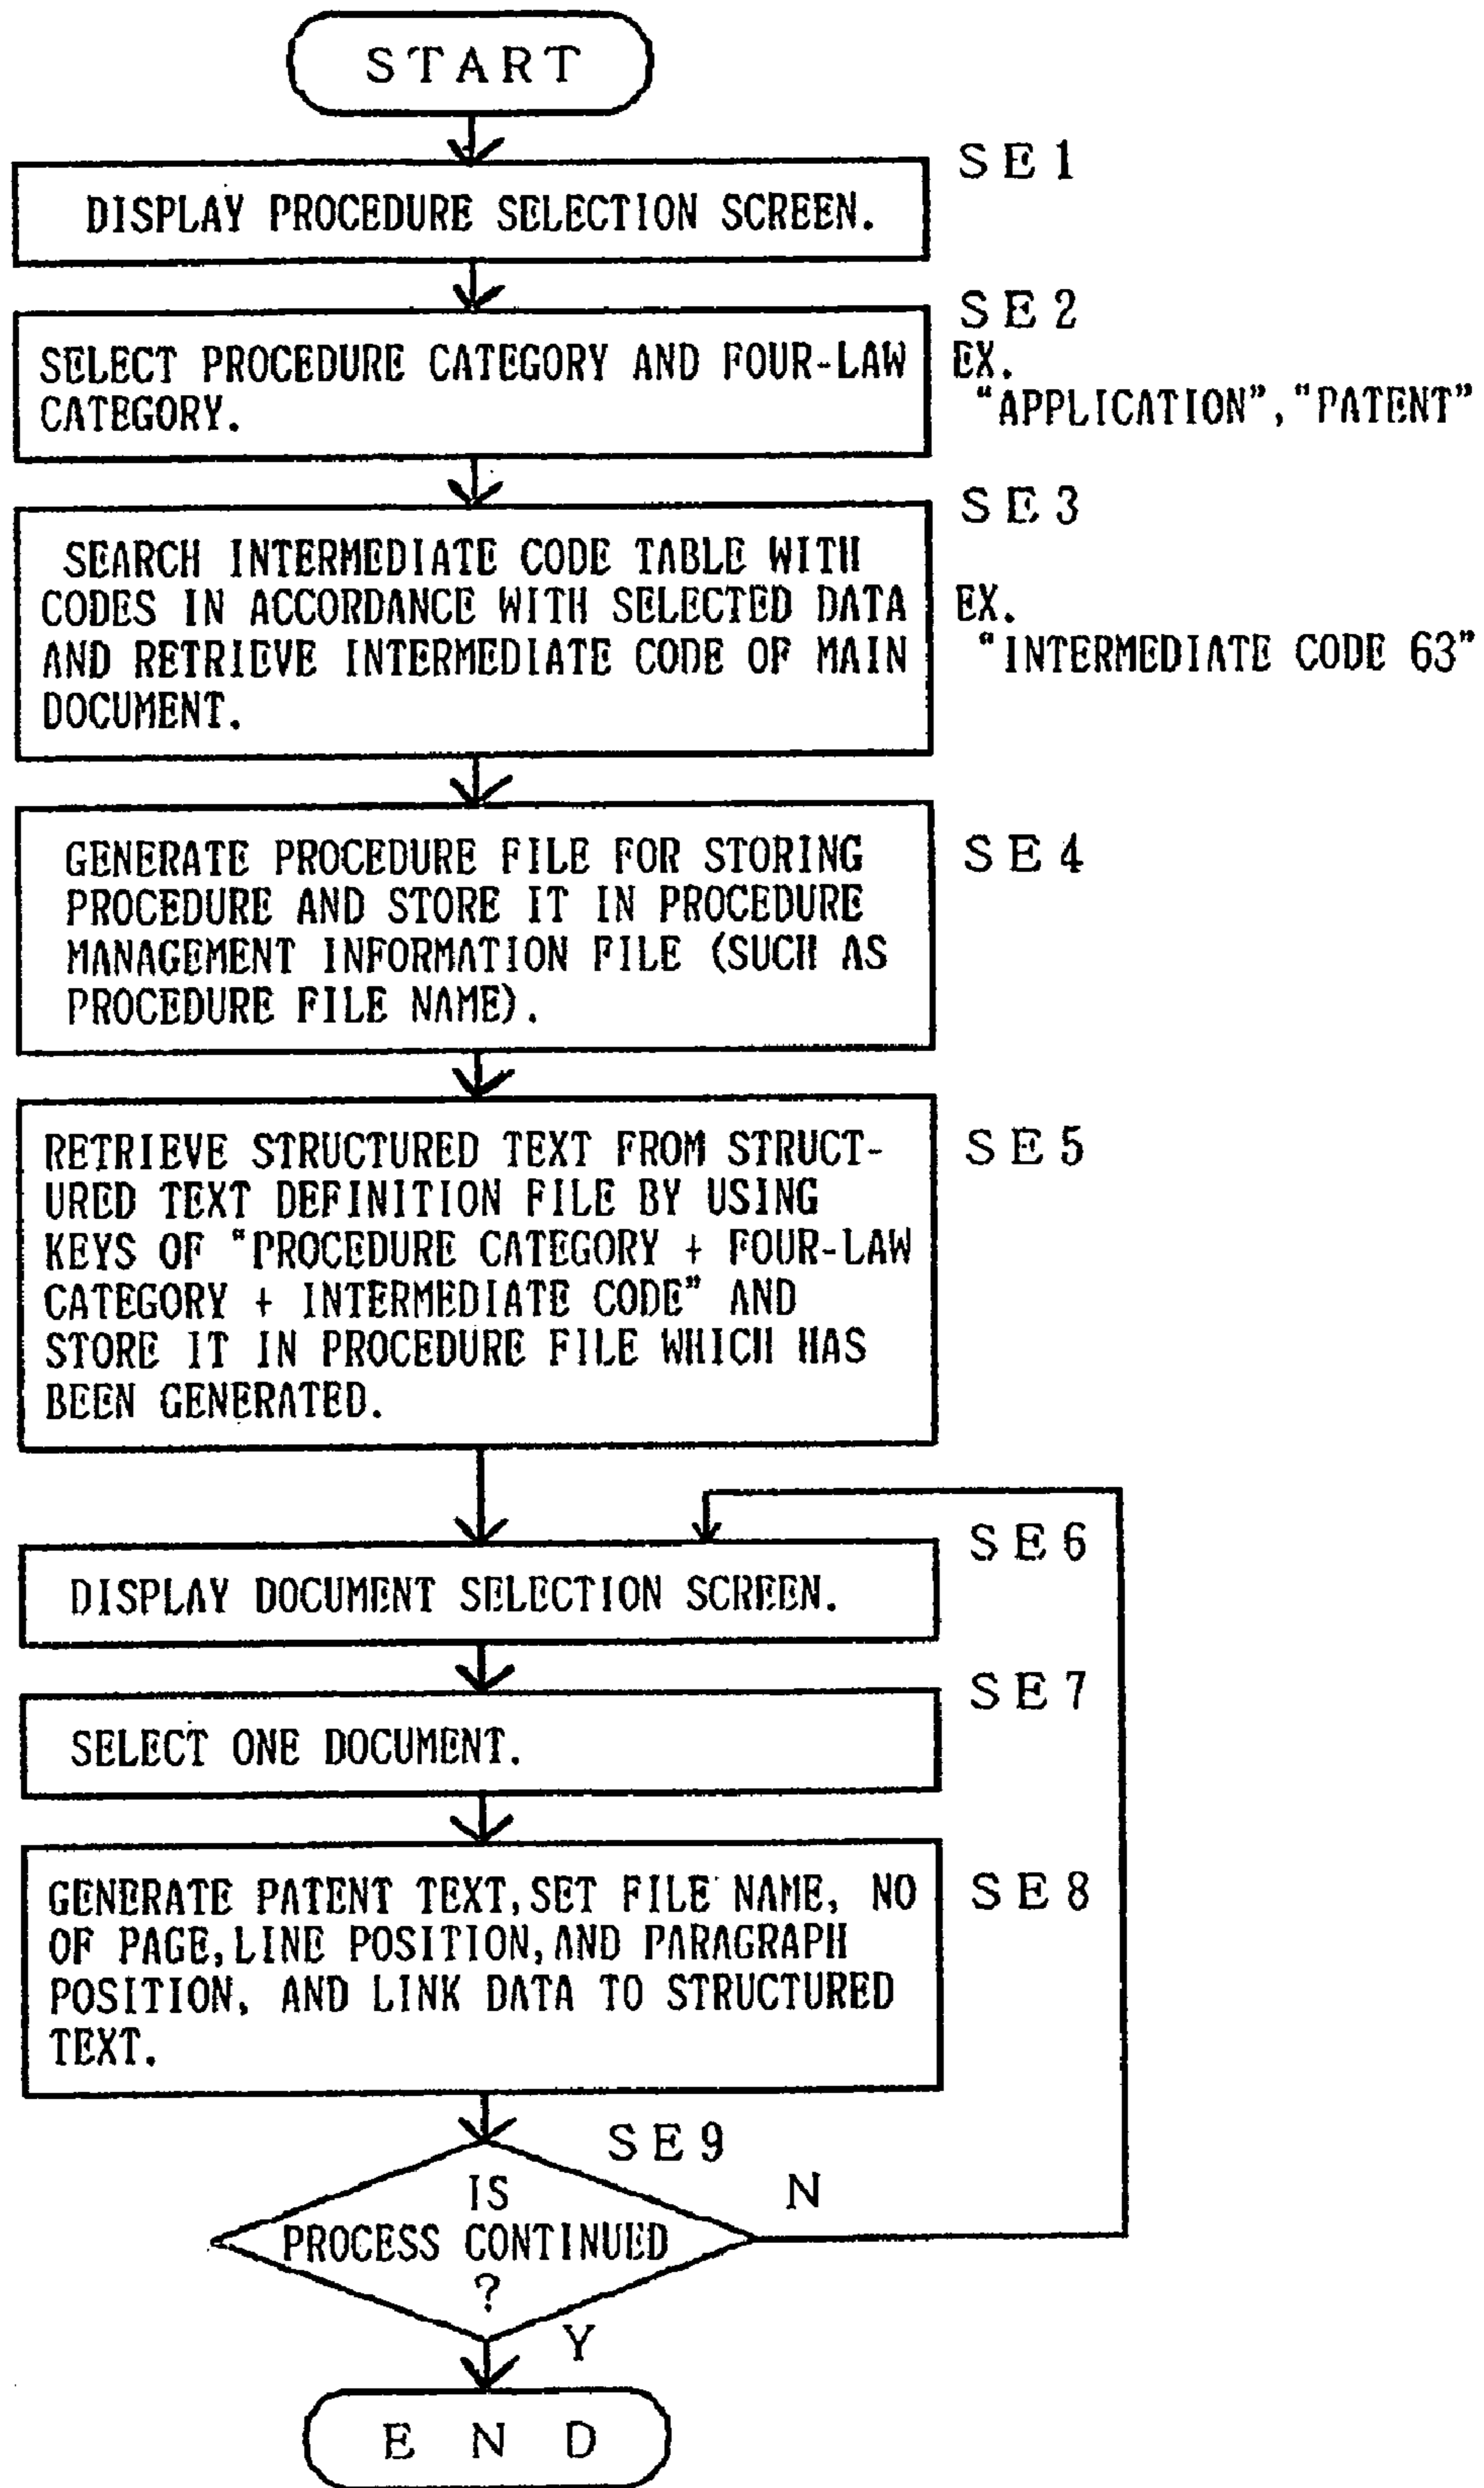 START
SE1
DISPLAY PROCEDURE SELECTION SCREEN.
SE2
SELECT PROCEDURE CATEGORY AND FOUR-LAW
CATEGORY.
EX.
"APPLICATION","PATENT"
SE3
SEARCH INTERMEDIATE CODE TABLE WITH
CODES IN ACCORDANCE WITH SELECTED DATA
AND RETRIEVE INTERMEDIATE CODE OF MAIN
DOCUMENT.
EX.
"INTERMEDIATE CODE 63"
SE4
GENERATE PROCEDURE FILE FOR STORING
PROCEDURE AND STORE IT IN PROCEDURE
MANAGEMENT INFORMATION FILE (SUCH AS
PROCEDURE FILE NAME).
SE5
RETRIEVE STRUCTURED TEXT FROM STRUCT-
URED TEXT DEFINITION FILE BY USING
KEYS OF "PROCEDURE CATEGORY + FOUR-LAW
CATEGORY + INTERMEDIATE CODE" AND
STORE IT IN PROCEDURE FILE WHICH HAS
BEEN GENERATED.
SE6
DISPLAY DOCUMENT SELECTION SCREEN.
SE7
SELECT ONE DOCUMENT.
SE8
GENERATE PATENT TEXT,SET FILE NAME, NO
OF PAGE,LINE POSITION,AND PARAGRAPH
POSITION, AND LINK DATA TO STRUCTURED
TEXT.
SE9
IS
PROCESS CONTINUED
?
N
Y
END